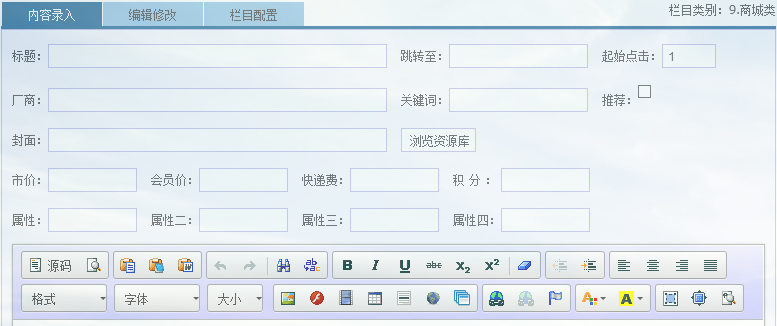 内容录入 编辑修改 栏目配置 栏目类别：9.商城类
标题： 跳转至： 起始点击： 1
厂商： 关键词： 推荐：
封面： 浏览资源库
市价： 会员价： 快递费： 积 分 ：
属性： 属性二： 属性三： 属性四：
源码 B I U abc X₂ X²
格式 字体 大小 A A